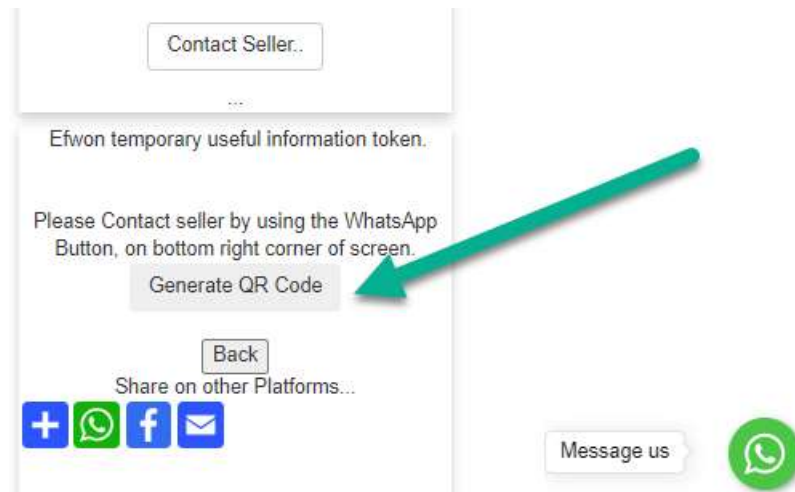 Contact Seller..
...
Efwon temporary useful information token.
Please Contact seller by using the WhatsApp
Button, on bottom right corner of screen.
Generate QR Code
Back
Share on other Platforms...
Message us